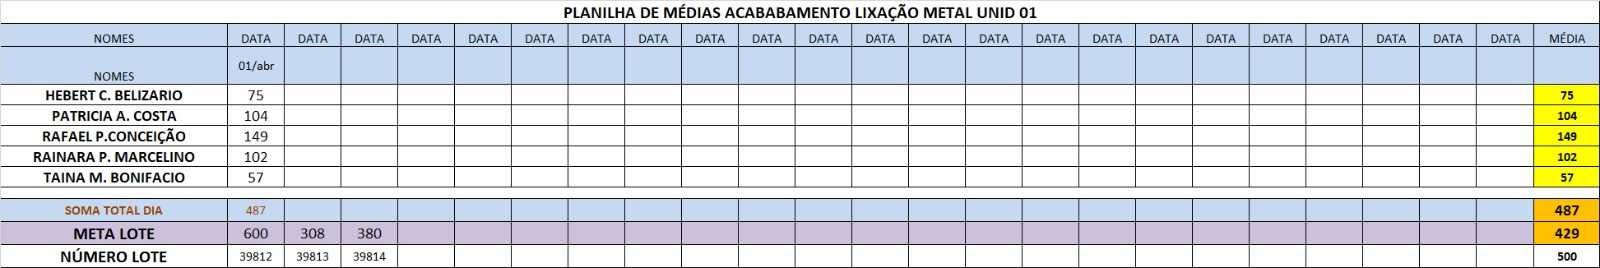 PLANILHA DE MÉDIAS ACABABAMENTO LIXAÇÃO METAL UNID 01
NOMES DATA DATA DATA DATA DATA DATA DATA DATA DATA DATA DATA DATA DATA DATA DATA DATA DATA DATA DATA DATA DATA DATA DATA MÉDIA
NOMES 01/abr
HEBERT C. BELIZARIO 75 75
PATRICIA A. COSTA 104 104
RAFAEL P.CONCEIÇÃO 149 149
RAINARA P. MARCELINO 102 102
TAINA M. BONIFACIO 57 57
SOMA TOTAL DIA 487 487
META LOTE 600 308 380 429
NÚMERO LOTE 39812 39813 39814 500